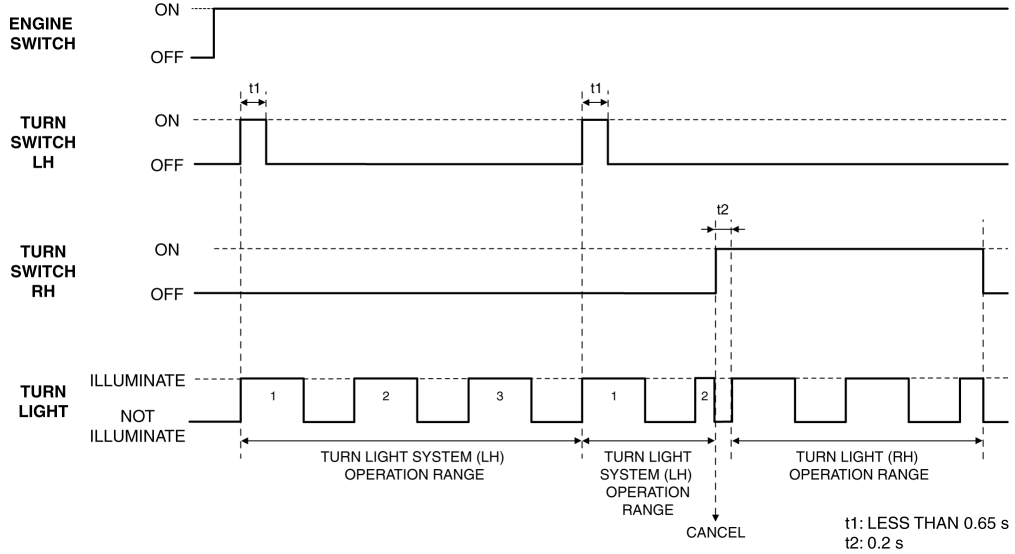 ENGINE
SWITCH
ON
OFF
t1
t1
TURN
SWITCH
LH
ON
OFF
t2
TURN
SWITCH
RH
ON
OFF
TURN
LIGHT
ILLUMINATE
NOT
ILLUMINATE
1
2
3
1
2
TURN LIGHT SYSTEM (LH)
OPERATION RANGE
TURN LIGHT
SYSTEM (LH)
OPERATION
RANGE
TURN LIGHT (RH)
OPERATION RANGE
CANCEL
t1: LESS THAN 0.65 s
t2: 0.2 s